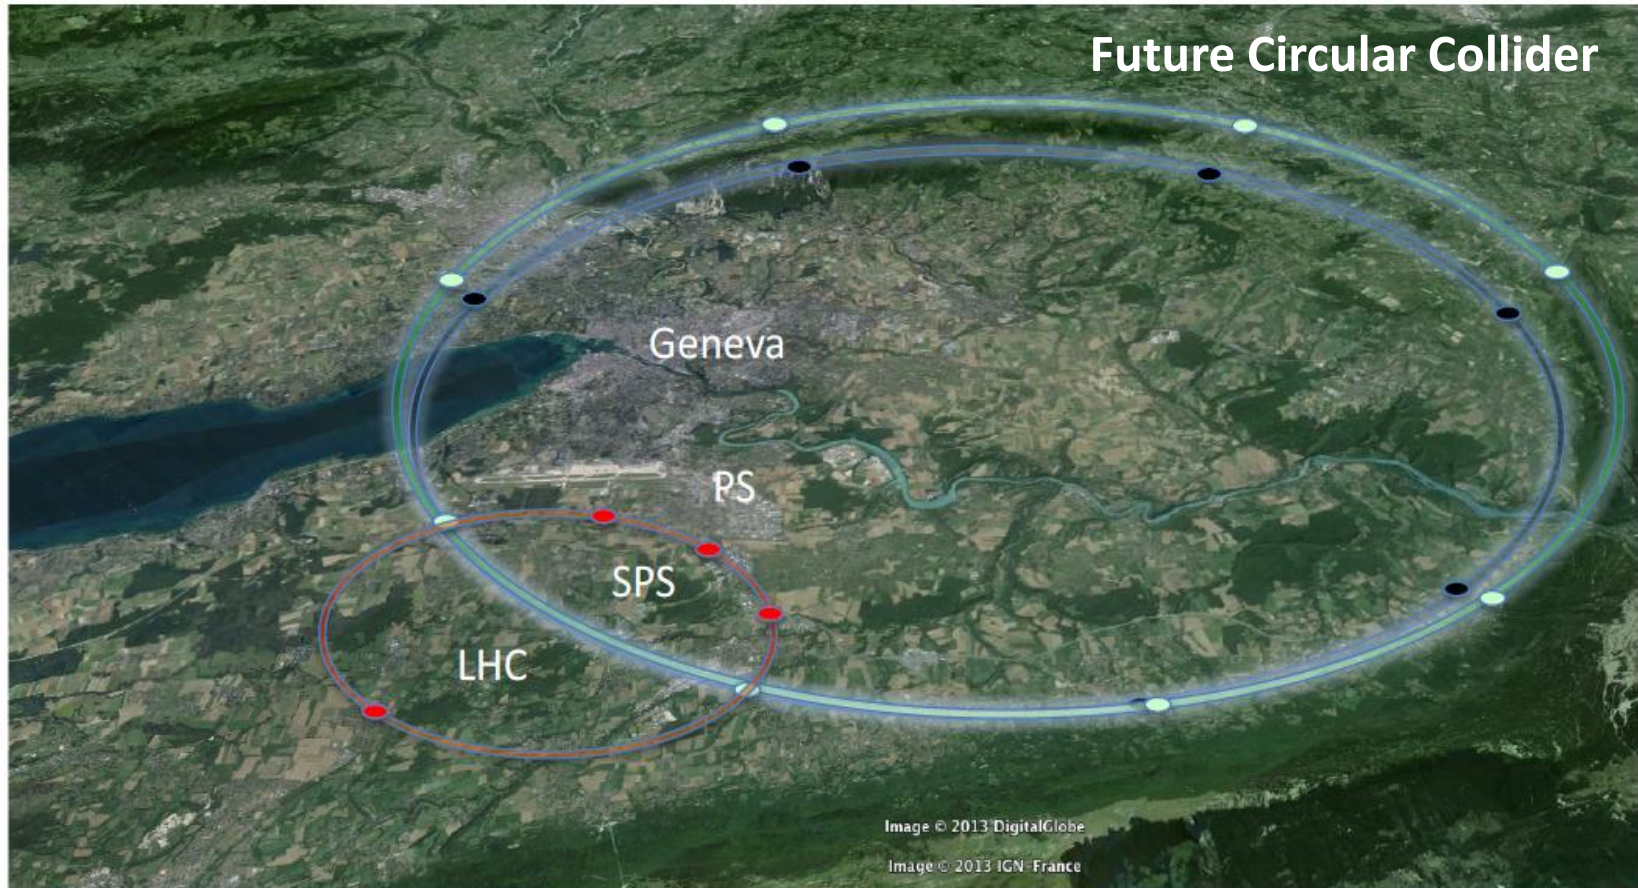 Future Circular Collider
Geneva
PS
SPS
LHC
Image © 2013 DigitalGlobe
Image © 2013 IGN-France